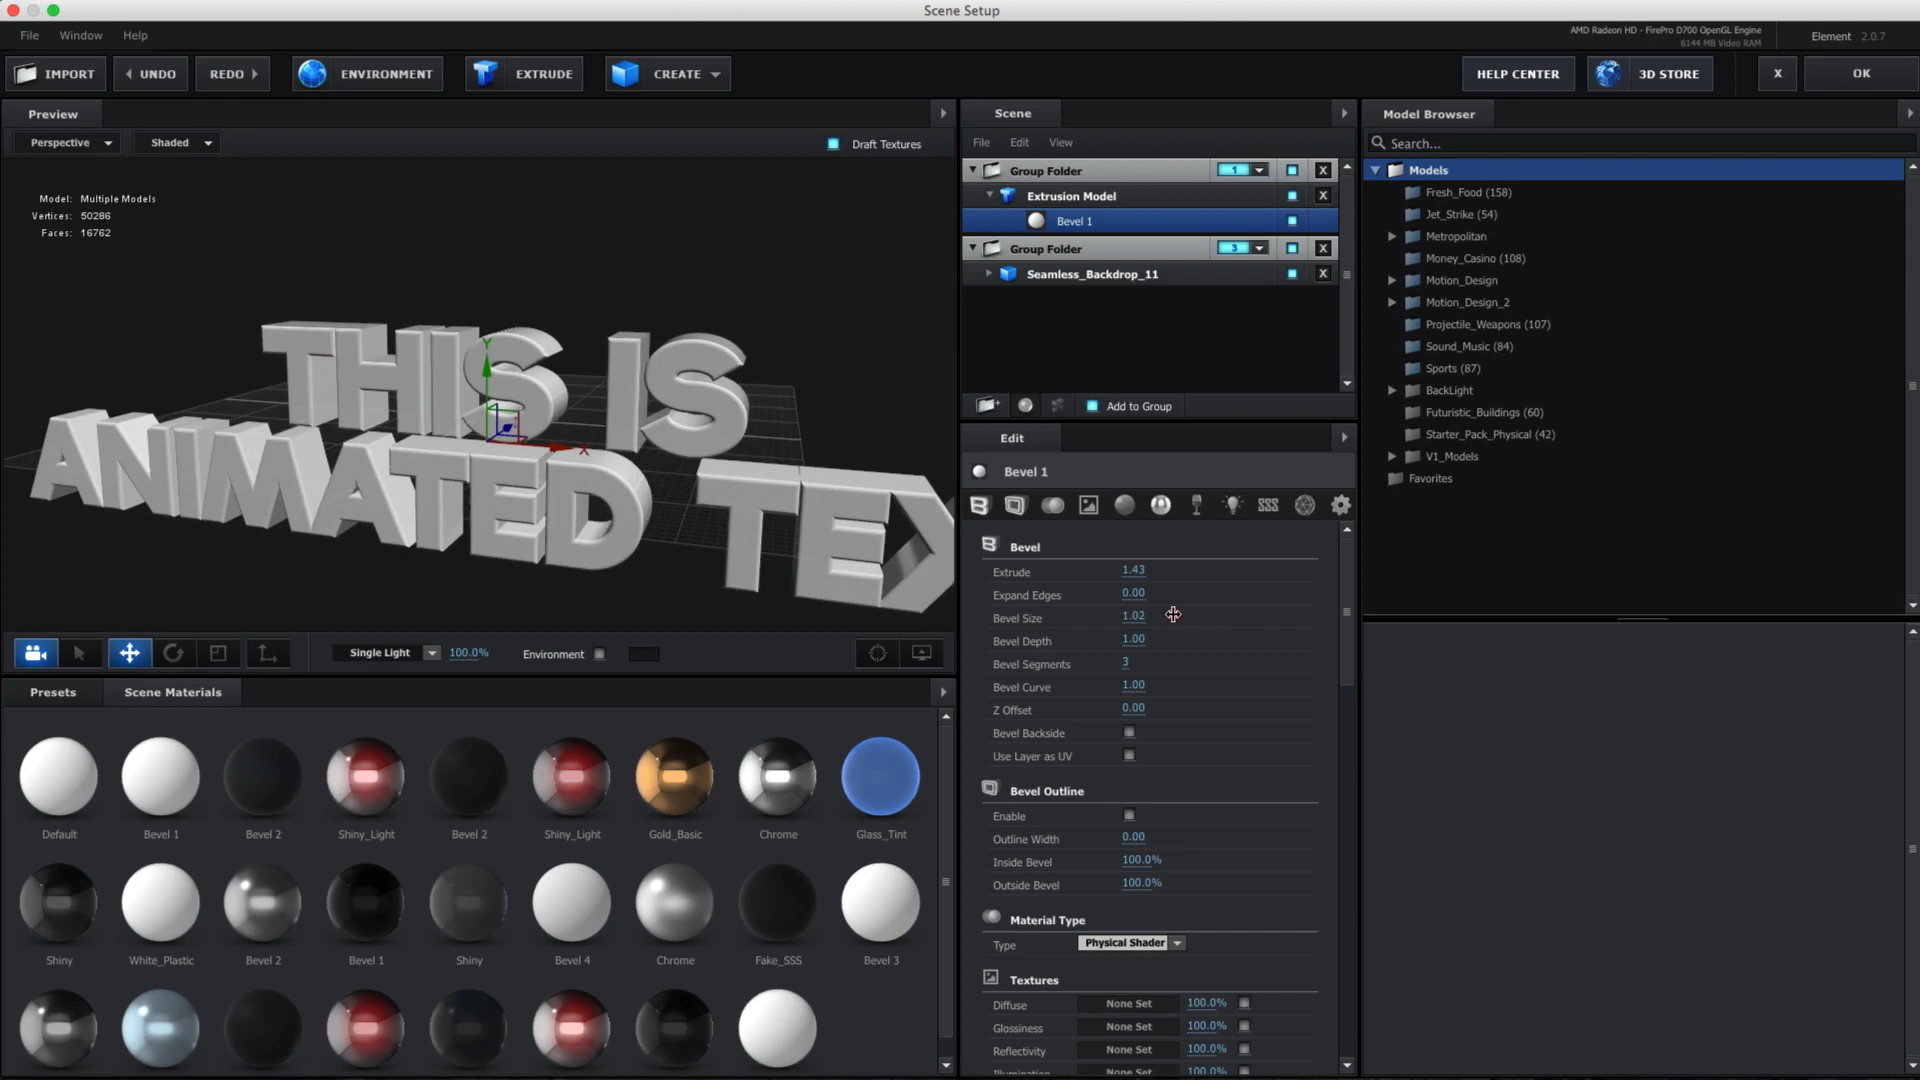 Scene Setup
File Window Help
AMD Radeon HD - FirePro D700 OpenGL Engine
6144 MB Video RAM
Element 2.0.7
IMPORT UNDO REDO ENVIRONMENT EXTRUDE CREATE HELP CENTER 3D STORE X OK
Preview
Perspective Shaded Draft Textures
Model: Multiple Models
Vertices: 50286
Faces: 16762
THIS IS
ANIMATED TEX
Y
X
Single Light 100.0% Environment
Presets Scene Materials
Default Bevel 1 Bevel 2 Shiny_Light Bevel 2 Shiny_Light Gold_Basic Chrome Glass_Tint
Shiny White_Plastic Bevel 2 Bevel 1 Shiny Bevel 4 Chrome Fake_SSS Bevel 3
Scene
File Edit View
Group Folder 1 X
Extrusion Model X
Bevel 1
Group Folder 3 X
Seamless_Backdrop_11 X
Add to Group
Edit
Bevel 1
Bevel
Extrude 1.43
Expand Edges 0.00
Bevel Size 1.02
Bevel Depth 1.00
Bevel Segments 3
Bevel Curve 1.00
Z Offset 0.00
Bevel Backside
Use Layer as UV
Bevel Outline
Enable
Outline Width 0.00
Inside Bevel 100.0%
Outside Bevel 100.0%
Material Type
Type Physical Shader
Textures
Diffuse None Set 100.0%
Glossiness None Set 100.0%
Reflectivity None Set 100.0%
Illumination None Set 100.0%
Model Browser
Search...
Models
Fresh_Food (158)
Jet_Strike (54)
Metropolitan
Money_Casino (108)
Motion_Design
Motion_Design_2
Projectile_Weapons (107)
Sound_Music (84)
Sports (87)
BackLight
Futuristic_Buildings (60)
Starter_Pack_Physical (42)
V1_Models
Favorites